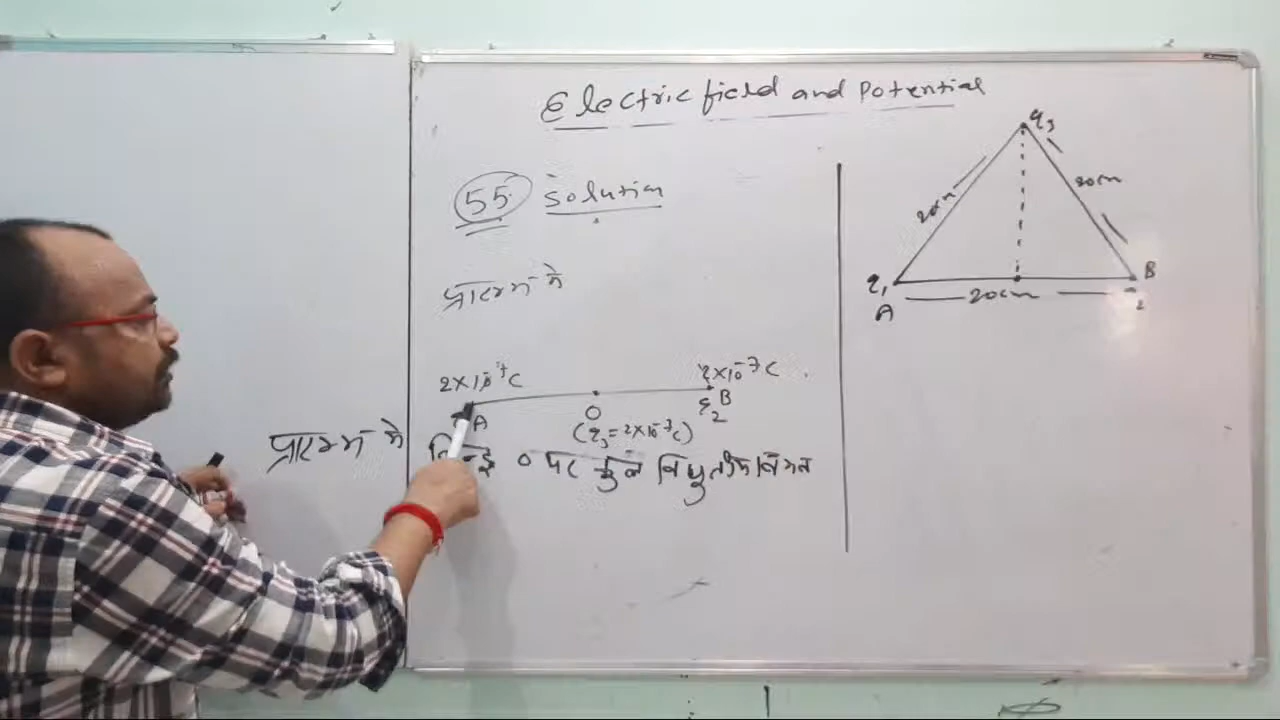 Electric field and Potential
55. Solution
प्रारम्भ में
2×10⁻⁷C
2×10⁻⁷C
A
O
q₂
B
(q₃=2×10⁻⁷C)
प्रारम्भ में
O पर कुल विधुतीय विभव
q₃
20cm
20cm
q₁
B
20cm
A
2